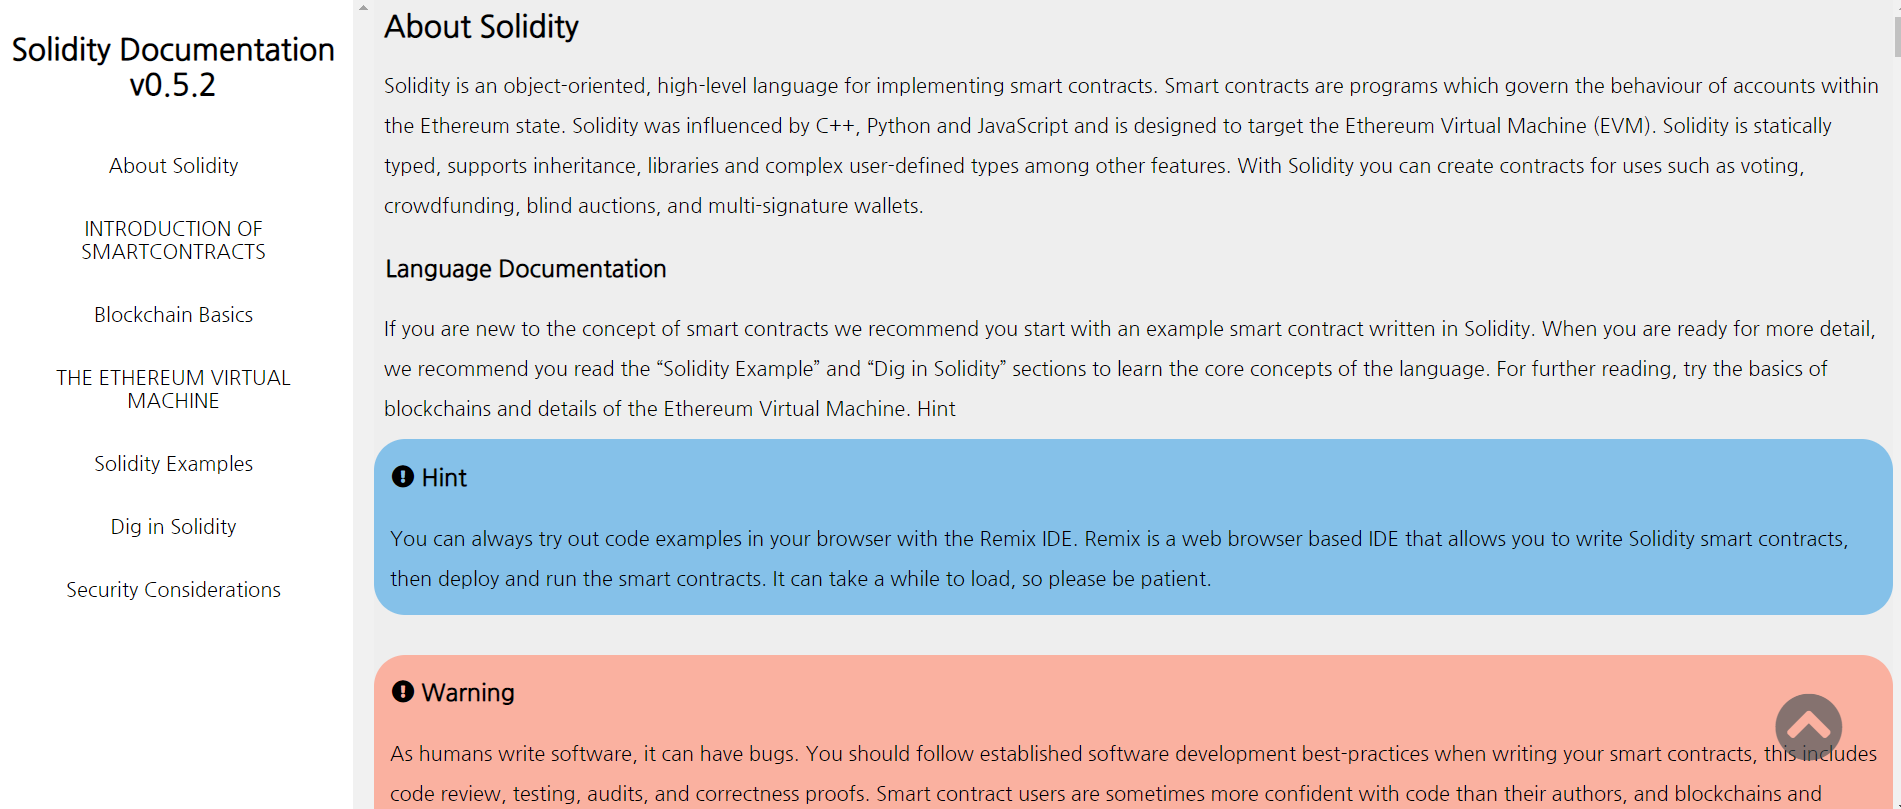 Solidity Documentation
v0.5.2
About Solidity
INTRODUCTION OF
SMARTCONTRACTS
Blockchain Basics
THE ETHEREUM VIRTUAL
MACHINE
Solidity Examples
Dig in Solidity
Security Considerations
About Solidity
Solidity is an object-oriented, high-level language for implementing smart contracts. Smart contracts are programs which govern the behaviour of accounts within
the Ethereum state. Solidity was influenced by C++, Python and JavaScript and is designed to target the Ethereum Virtual Machine (EVM). Solidity is statically
typed, supports inheritance, libraries and complex user-defined types among other features. With Solidity you can create contracts for uses such as voting,
crowdfunding, blind auctions, and multi-signature wallets.
Language Documentation
If you are new to the concept of smart contracts we recommend you start with an example smart contract written in Solidity. When you are ready for more detail,
we recommend you read the “Solidity Example” and “Dig in Solidity” sections to learn the core concepts of the language. For further reading, try the basics of
blockchains and details of the Ethereum Virtual Machine. Hint
Hint
You can always try out code examples in your browser with the Remix IDE. Remix is a web browser based IDE that allows you to write Solidity smart contracts,
then deploy and run the smart contracts. It can take a while to load, so please be patient.
Warning
As humans write software, it can have bugs. You should follow established software development best-practices when writing your smart contracts, this includes
code review, testing, audits, and correctness proofs. Smart contract users are sometimes more confident with code than their authors, and blockchains and